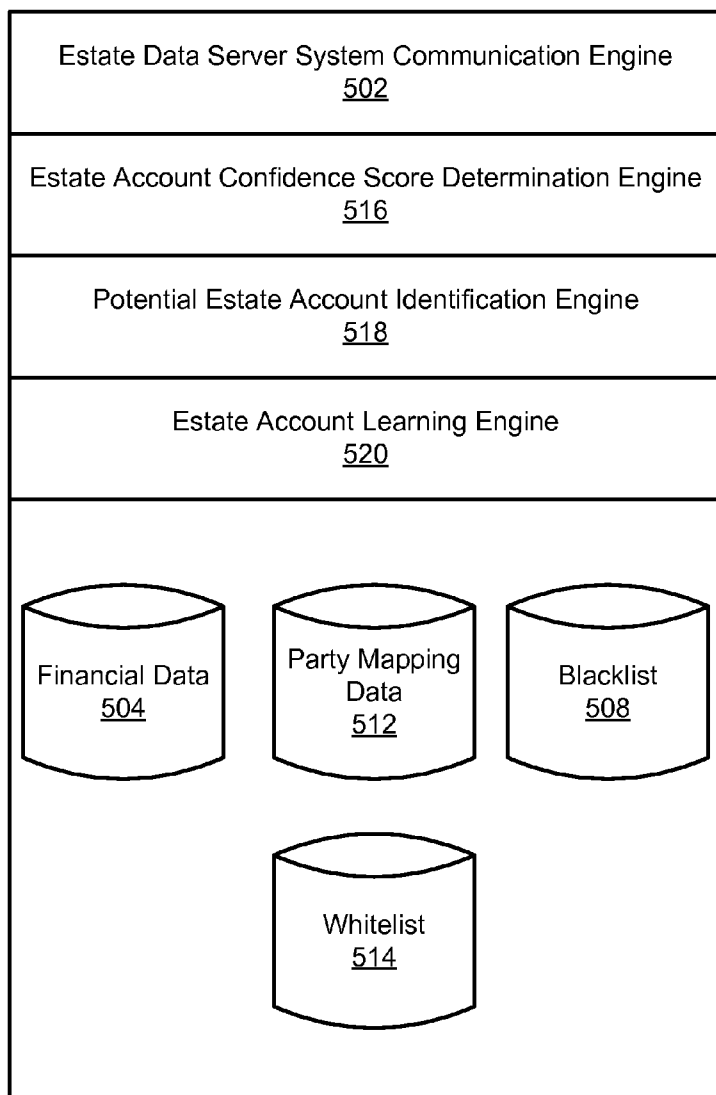 Estate Data Server System Communication Engine
502
Estate Account Confidence Score Determination Engine
516
Potential Estate Account Identification Engine
518
Estate Account Learning Engine
520
Financial Data
504
Party Mapping
Data
512
Blacklist
508
Whitelist
514